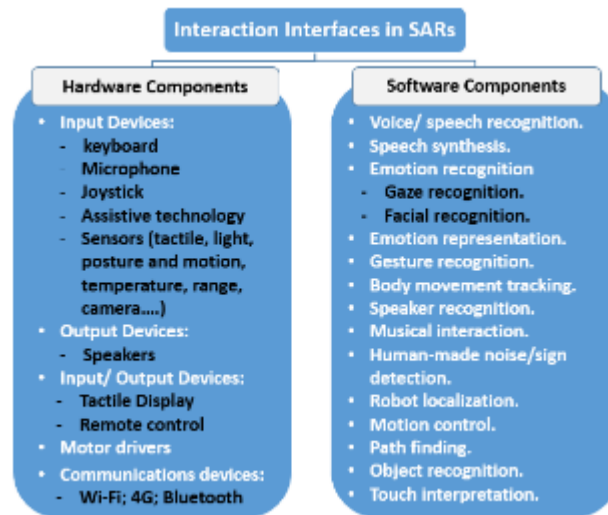 Interaction Interfaces in SARs
Hardware Components
• Input Devices:
- keyboard
- Microphone
- Joystick
- Assistive technology
- Sensors (tactile, light,
posture and motion,
temperature, range,
camera....)
• Output Devices:
- Speakers
• Input/ Output Devices:
- Tactile Display
- Remote control
• Motor drivers
• Communications devices:
- Wi-Fi; 4G; Bluetooth
Software Components
• Voice/ speech recognition.
• Speech synthesis.
• Emotion recognition
- Gaze recognition.
- Facial recognition.
• Emotion representation.
• Gesture recognition.
• Body movement tracking.
• Speaker recognition.
• Musical interaction.
• Human-made noise/sign
detection.
• Robot localization.
• Motion control.
• Path finding.
• Object recognition.
• Touch interpretation.